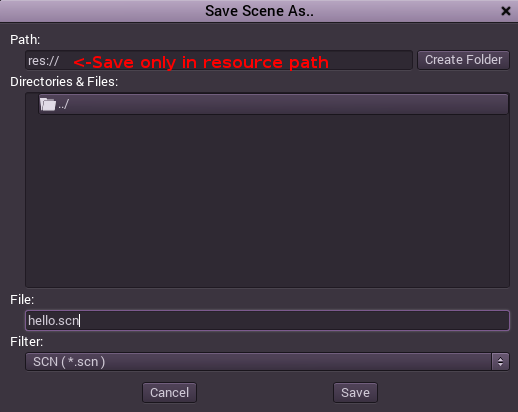 Save Scene As..
Path:
res:// <-Save only in resource path
Create Folder
Directories & Files:
../
File:
hello.scn
Filter:
SCN ( *.scn )
Cancel
Save